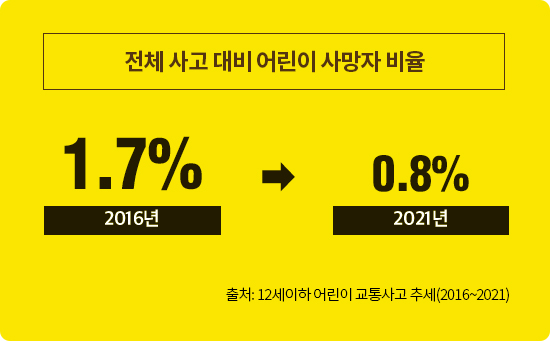 전체 사고 대비 어린이 사망자 비율
1.7% ➡ 0.8%
2016년 2021년
출처: 12세이하 어린이 교통사고 추세(2016~2021)